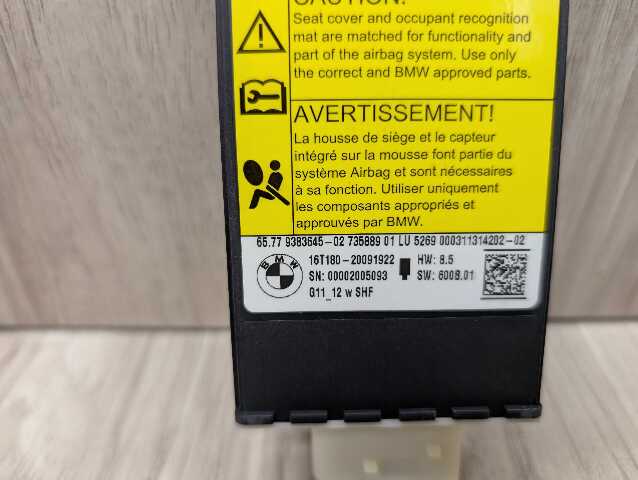 CAUTION!
Seat cover and occupant recognition
mat are matched for functionality and
part of the airbag system. Use only
the correct and BMW approved parts.
AVERTISSEMENT!
La housse de siège et le capteur
intégré sur la mousse font partie du
système Airbag et sont nécessaires
à sa fonction. Utiliser uniquement
les composants appropriés et
approuvés par BMW.
65.77 9383645-02 735889 01 LU 5269 000311314202-02
BMW
16T180-20091922 HW: 8.5
SN: 00002005093 SW: 6008.01
G11_12 w SHF